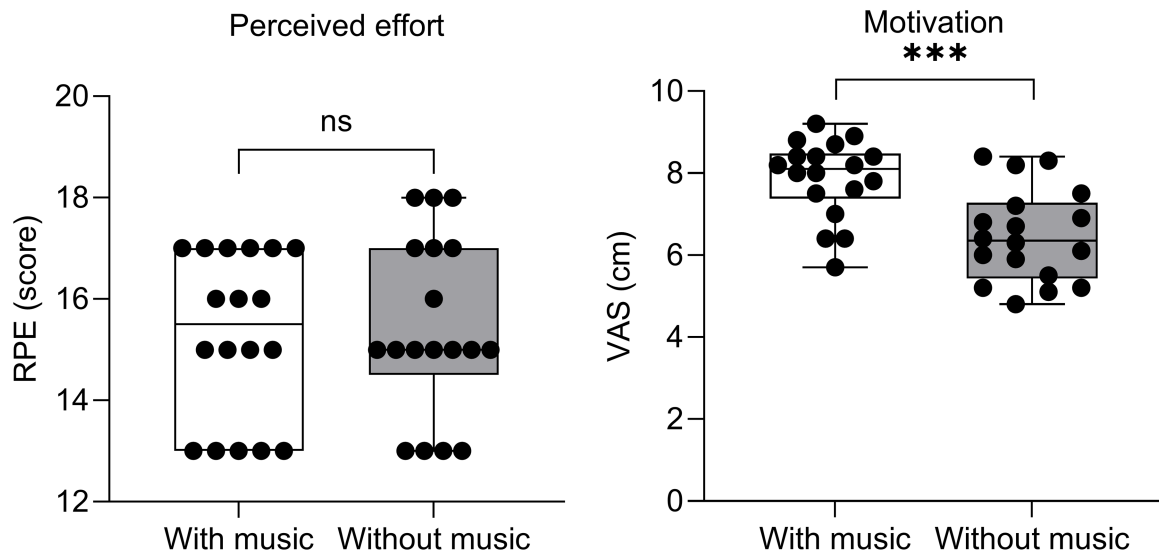 Perceived effort
RPE (score)
20
18
16
14
12
ns
With music
Without music
Motivation
***
VAS (cm)
10
8
6
4
2
0
With music
Without music